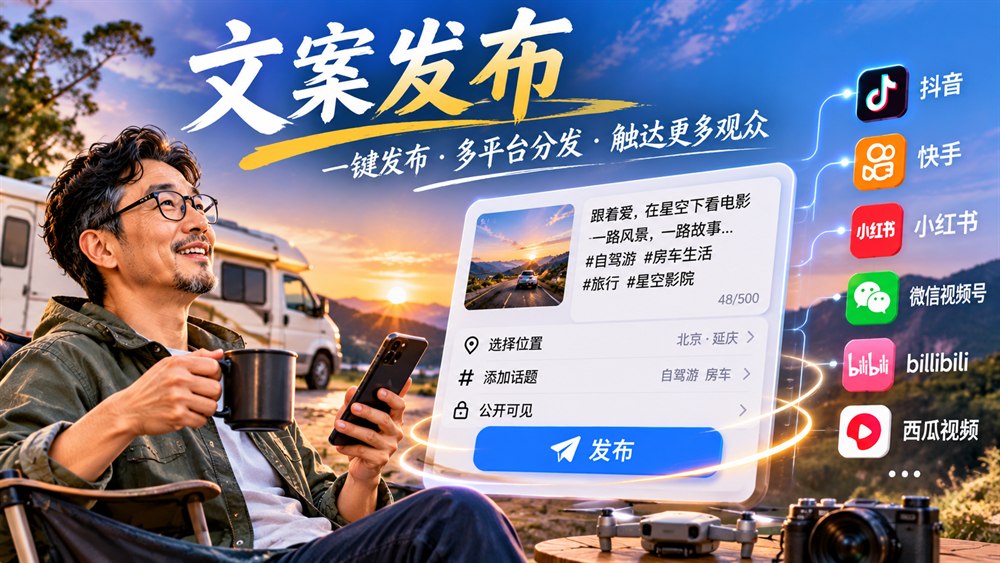 文案发布
一键发布·多平台分发·触达更多观众
跟着爱，在星空下看电影
一路风景，一路故事...
#自驾游 #房车生活
#旅行 #星空影院
48/500
选择位置 北京·延庆
# 添加话题 自驾游 房车
公开可见
发布
抖音
快手
小红书 小红书
微信视频号
bilibili billibili
西瓜视频
...